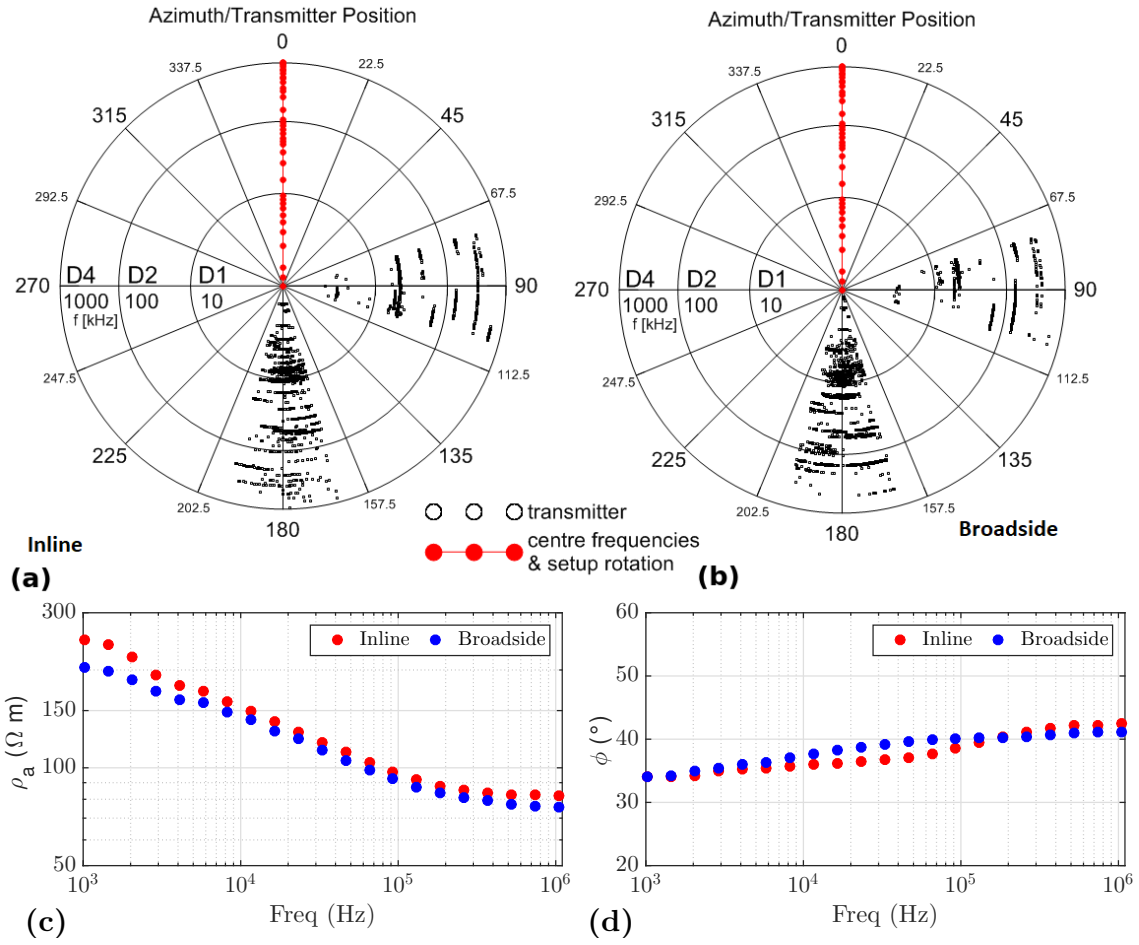 Azimuth/Transmitter Position
0
22.5
45
67.5
90
112.5
135
157.5
180
202.5
225
247.5
270
292.5
315
337.5
D4 D2 D1
1000 100 10
f [kHz]
Inline
(a)
Azimuth/Transmitter Position
0
22.5
45
67.5
90
112.5
135
157.5
180
202.5
225
247.5
270
292.5
315
337.5
D4 D2 D1
1000 100 10
f [kHz]
Broadside
(b)
transmitter
centre frequencies
& setup rotation
300
150
100
50
ρa (Ω m)
Inline Broadside
10^3 10^4 10^5 10^6
Freq (Hz)
(c)
60
50
40
30
20
ϕ (°)
Inline Broadside
10^3 10^4 10^5 10^6
Freq (Hz)
(d)